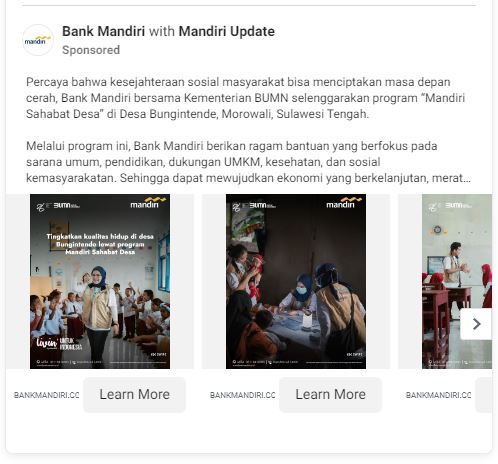 Bank Mandiri with Mandiri Update
mandiri
Sponsored
Percaya bahwa kesejahteraan sosial masyarakat bisa menciptakan masa depan
cerah, Bank Mandiri bersama Kementerian BUMN selenggarakan program “Mandiri
Sahabat Desa” di Desa Bungintende, Morowali, Sulawesi Tengah.
Melalui program ini, Bank Mandiri berikan ragam bantuan yang berfokus pada
sarana umum, pendidikan, dukungan UMKM, kesehatan, dan sosial
kemasyarakatan. Sehingga dapat mewujudkan ekonomi yang berkelanjutan, merat...
BUMN
mandiri
Tingkatkan kualitas hidup di desa
Bungintende lewat program
Mandiri Sahabat Desa
livin' UNTUK
INDONESIA
BUMN
mandiri
BUMN
BANKMANDIRI.CC
Learn More
BANKMANDIRI.CC
Learn More
BANKMANDIRI.CC